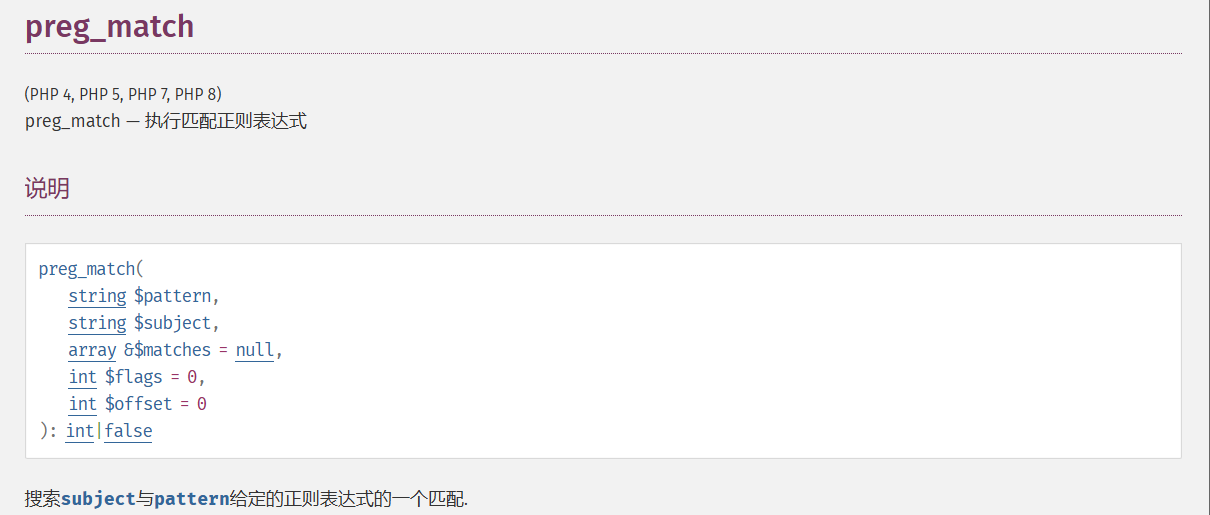 preg_match
(PHP 4, PHP 5, PHP 7, PHP 8)
preg_match — 执行匹配正则表达式
说明
preg_match(
string $pattern,
string $subject,
array &$matches = null,
int $flags = 0,
int $offset = 0
): int|false
搜索subject与pattern给定的正则表达式的一个匹配.